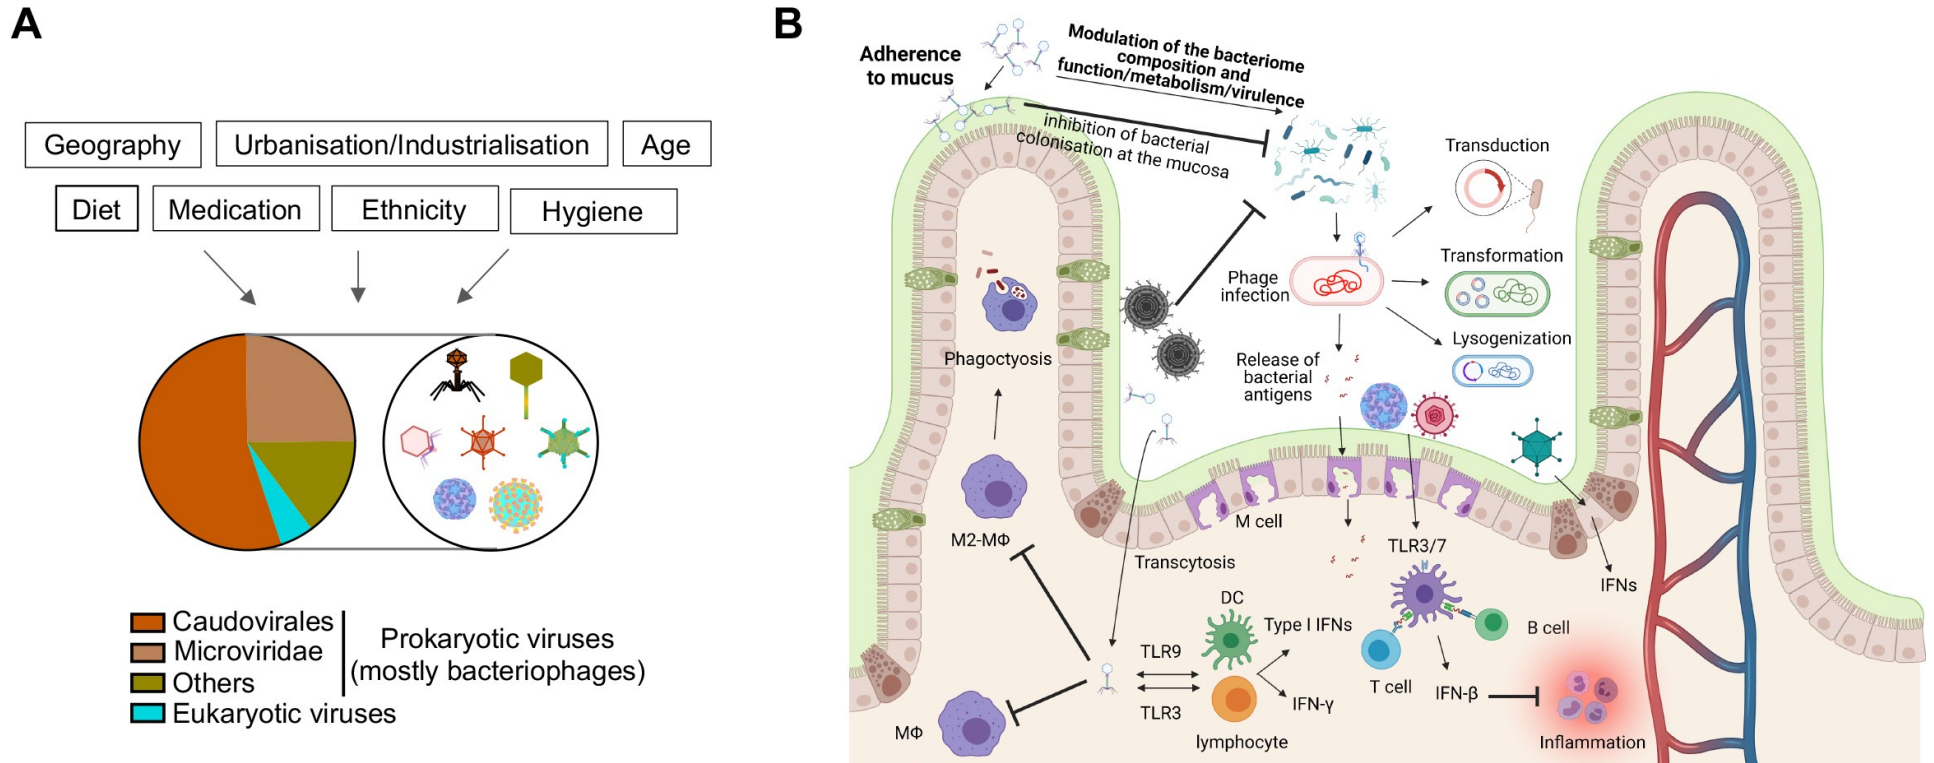 A
Geography
Urbanisation/Industrialisation
Age
Diet
Medication
Ethnicity
Hygiene
Caudovirales
Microviridae
Others
Eukaryotic viruses
Prokaryotic viruses
(mostly bacteriophages)
B
Adherence
to mucus
Modulation of the bacteriome
composition and
function/metabolism/virulence
inhibition of bacterial
colonisation at the mucosa
Transduction
Transformation
Lysogenization
Phage
infection
Release of
bacterial
antigens
Phagoctyosis
M2-MΦ
MΦ
M cell
Transcytosis
TLR9
TLR3
DC
lymphocyte
Type I IFNs
IFN-γ
TLR3/7
T cell
B cell
IFN-β
IFNs
Inflammation